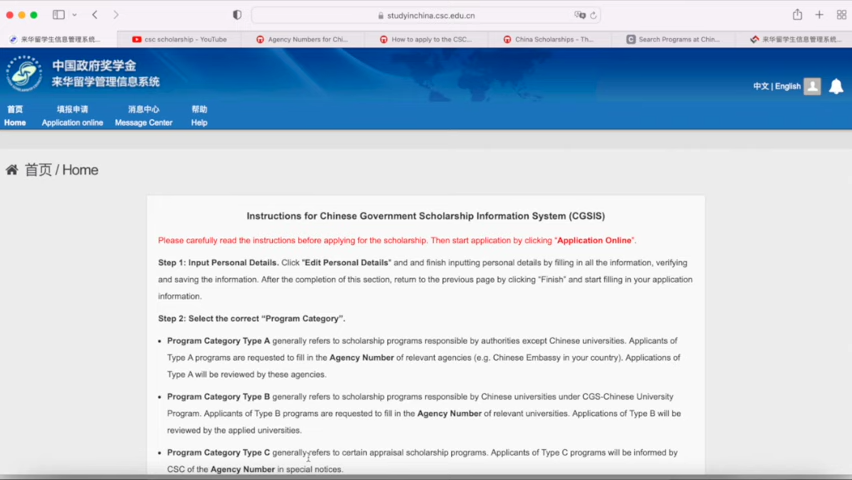 studyinchina.csc.edu.cn
来华留学生信息管理系统...
csc scholarship - YouTube
Agency Numbers for Chi...
How to apply to the CSC...
China Scholarships - Th...
Search Programs at Chin...
来华留学生信息管理系统...
中国政府奖学金
来华留学管理信息系统
中文 | English
首页 填报申请 消息中心 帮助
Home Application online Message Center Help
首页 / Home
Instructions for Chinese Government Scholarship Information System (CGSIS)
Please carefully read the instructions before applying for the scholarship. Then start application by clicking "Application Online".
Step 1: Input Personal Details. Click "Edit Personal Details" and and finish inputting personal details by filling in all the information, verifying
and saving the information. After the completion of this section, return to the previous page by clicking "Finish" and start filling in your application
information.
Step 2: Select the correct "Program Category".
• Program Category Type A generally refers to scholarship programs responsible by authorities except Chinese universities. Applicants of
Type A programs are requested to fill in the Agency Number of relevant agencies (e.g. Chinese Embassy in your country). Applications of
Type A will be reviewed by these agencies.
• Program Category Type B generally refers to scholarship programs responsible by Chinese universities under CGS-Chinese University
Program. Applicants of Type B programs are requested to fill in the Agency Number of relevant universities. Applications of Type B will be
reviewed by the applied universities.
• Program Category Type C generally refers to certain appraisal scholarship programs. Applicants of Type C programs will be informed by
CSC of the Agency Number in special notices.